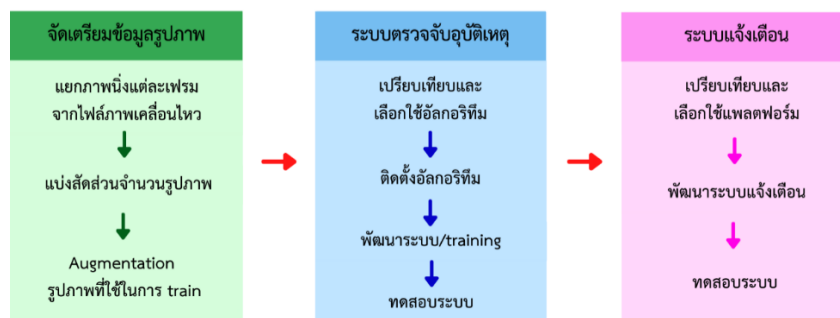 จัดเตรียมข้อมูลรูปภาพ
แยกภาพนิ่งแต่ละเฟรม
จากไฟล์ภาพเคลื่อนไหว
แบ่งสัดส่วนจำนวนรูปภาพ
Augmentation
รูปภาพที่ใช้ในการ train
ระบบตรวจจับอุบัติเหตุ
เปรียบเทียบและ
เลือกใช้อัลกอริทึม
ติดตั้งอัลกอริทึม
พัฒนาระบบ/training
ทดสอบระบบ
ระบบแจ้งเตือน
เปรียบเทียบและ
เลือกใช้แพลตฟอร์ม
พัฒนาระบบแจ้งเตือน
ทดสอบระบบ